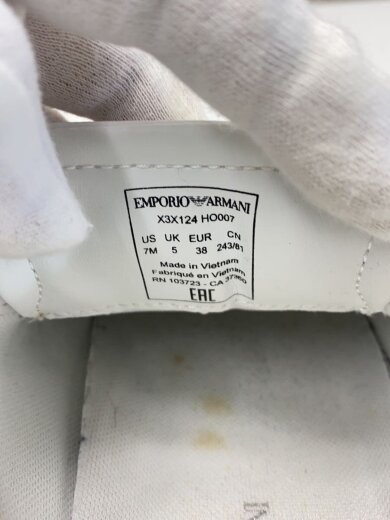 EMPORIO ARMANI
X3X124 HO007
US UK EUR CN
7M 5 38 243/81
Made in Vietnam
Fabriqué en Vietnam
RN 103723 - CA 37360
EAC